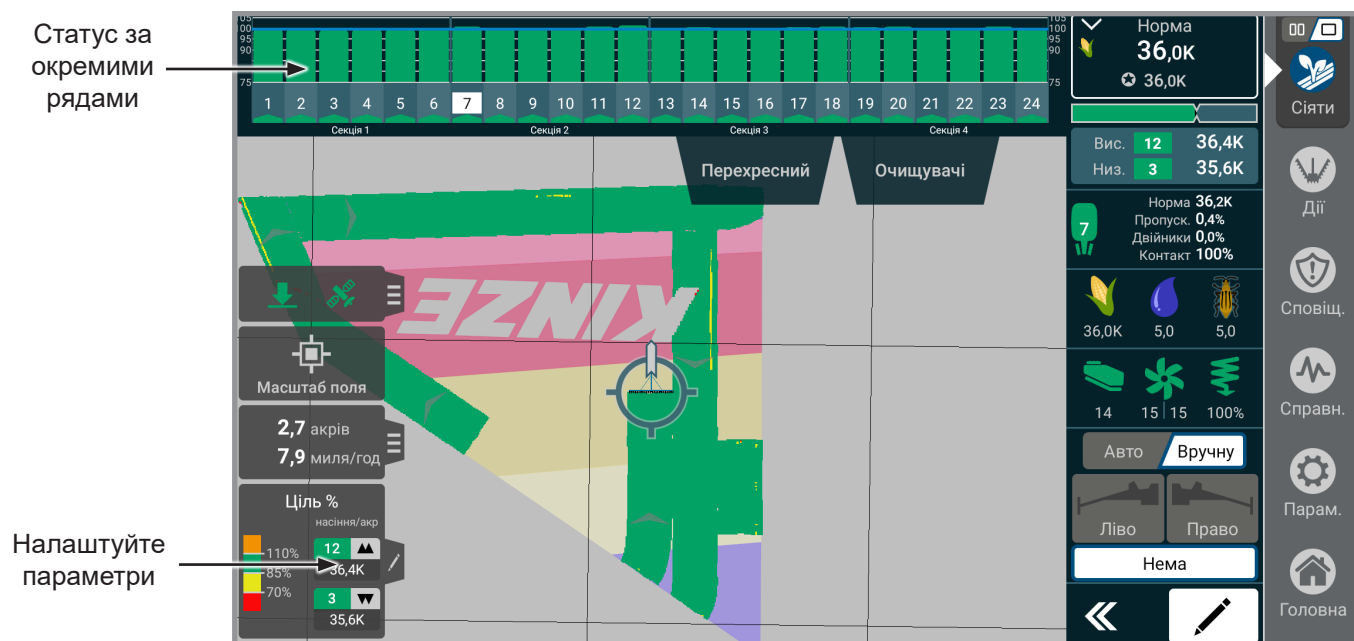 Статус за
окремими
рядами
Налаштуйте
параметри
105
100
95
90
75
105
100
95
90
75
1 2 3 4 5 6 7 8 9 10 11 12 13 14 15 16 17 18 19 20 21 22 23 24
Секція 1 Секція 2 Секція 3 Секція 4
Перехресний Очищувачі
KINZE
Масштаб поля
2,7 акрів
7,9 миля/год
Ціль %
насіння/акр
110%
85%
70%
12
36,4K
3
35,6K
Норма
36,0K
36,0K
Вис. 12 36,4K
Низ. 3 35,6K
7
Норма 36,2K
Пропуск. 0,4%
Двійники 0,0%
Контакт 100%
36,0K 5,0 5,0
14 15 15 100%
Авто Вручну
Ліво Право
Нема
Сіяти
Дії
Сповіщ.
Справн.
Парам.
Головна